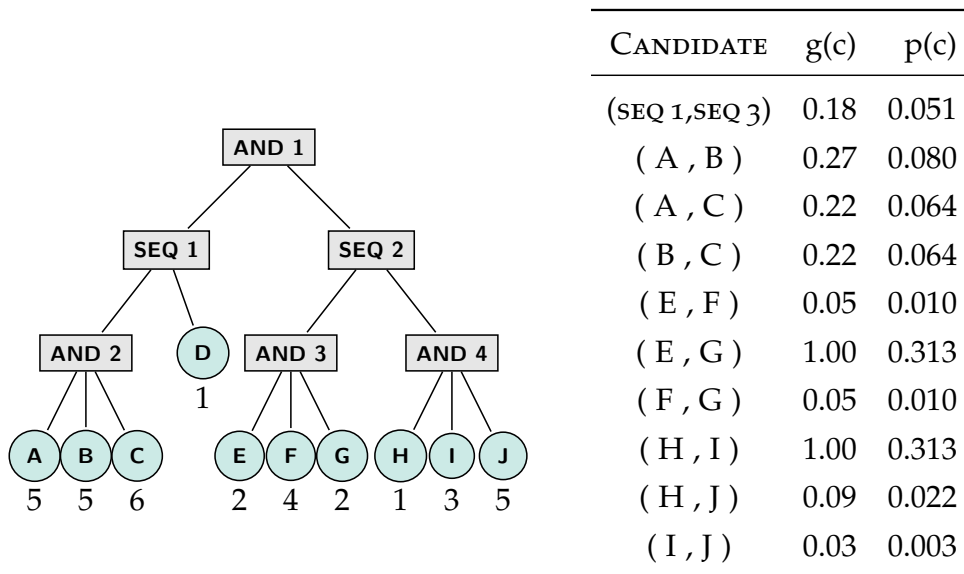 AND 1
SEQ 1 SEQ 2
AND 2 D AND 3 AND 4
1
A B C E F G H I J
5 5 6 2 4 2 1 3 5
CANDIDATE g(c) p(c)
(SEQ 1,SEQ 3) 0.18 0.051
( A , B ) 0.27 0.080
( A , C ) 0.22 0.064
( B , C ) 0.22 0.064
( E , F ) 0.05 0.010
( E , G ) 1.00 0.313
( F , G ) 0.05 0.010
( H , I ) 1.00 0.313
( H , J ) 0.09 0.022
( I , J ) 0.03 0.003